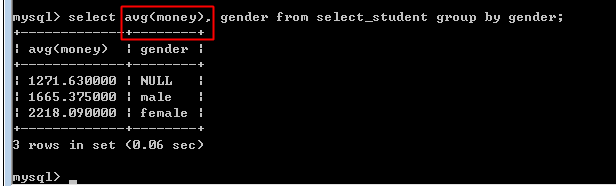 mysql> select avg(money), gender from select_student group by gender;
+-------------+--------+
| avg(money) | gender |
+-------------+--------+
| 1271.630000 | NULL |
| 1665.375000 | male |
| 2218.090000 | female |
+-------------+--------+
3 rows in set (0.06 sec)
mysql> _